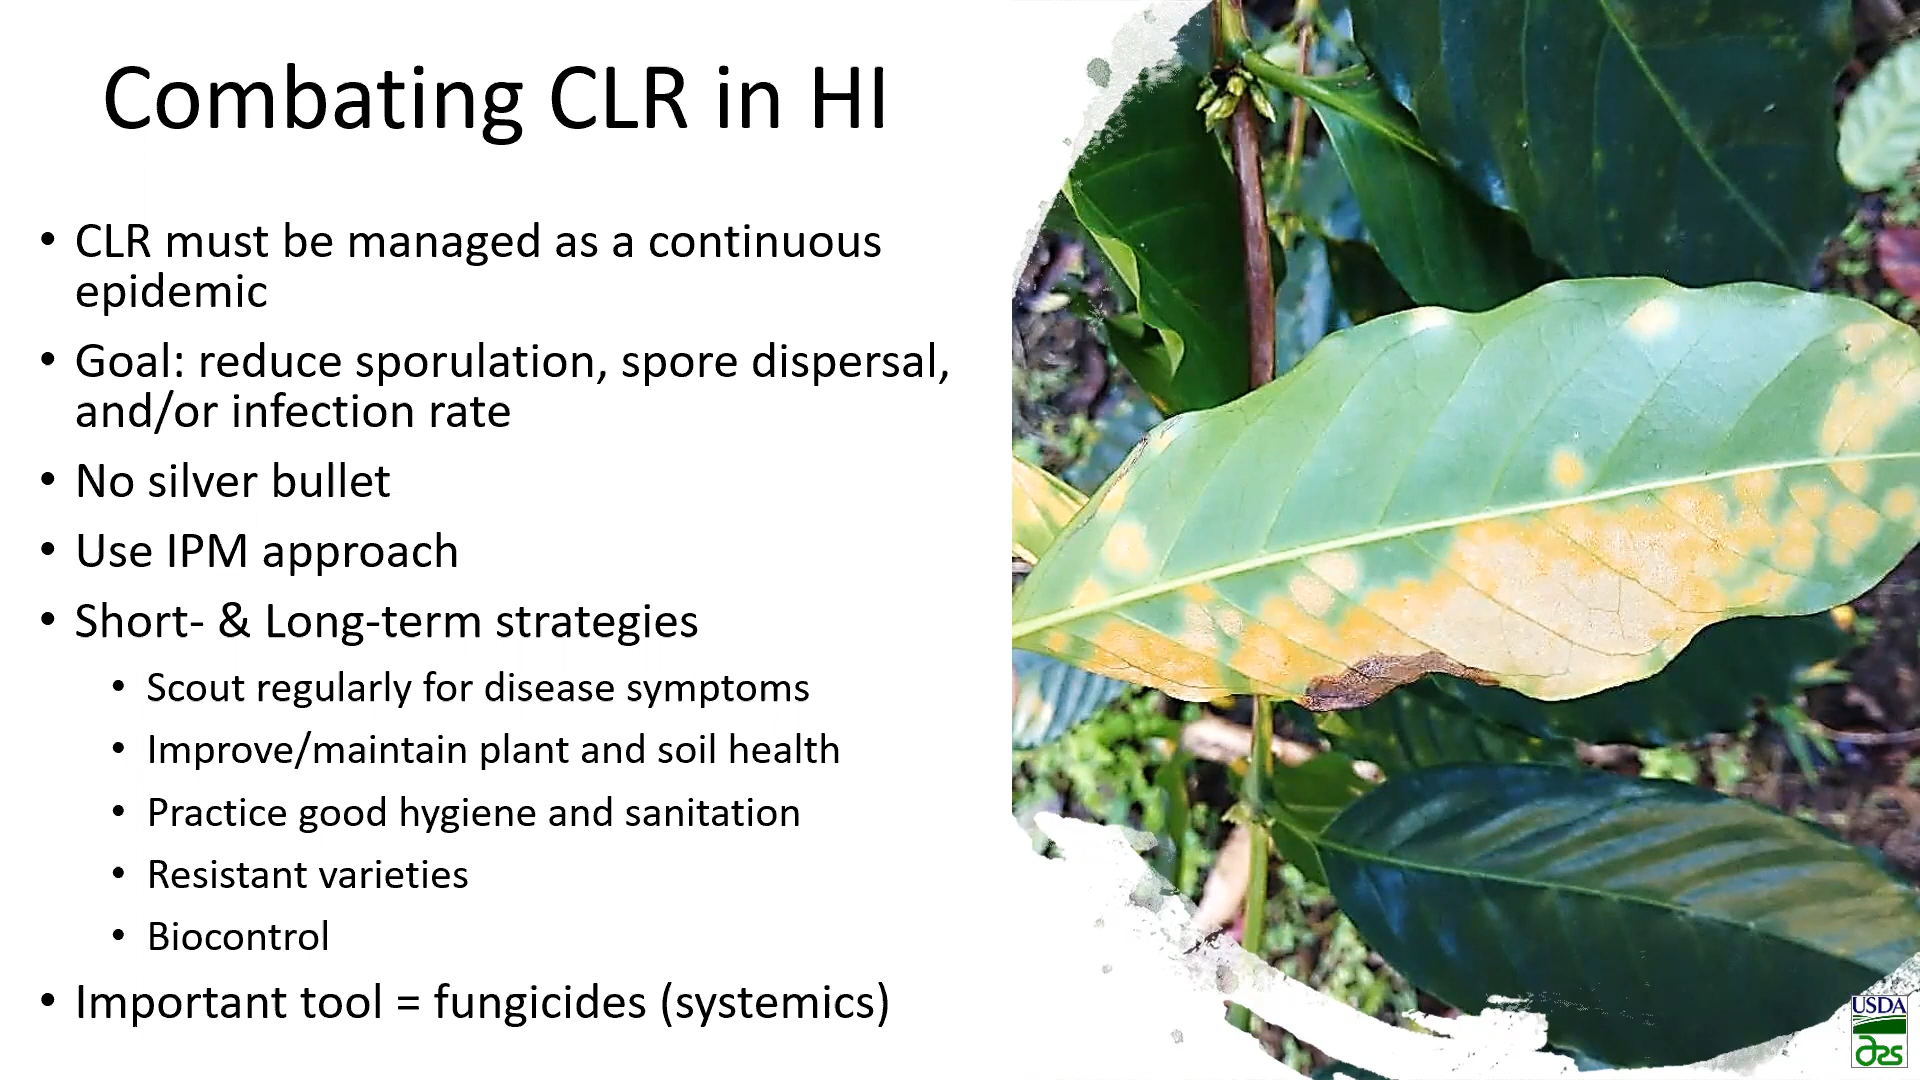 Combating CLR in HI
• CLR must be managed as a continuous
epidemic
• Goal: reduce sporulation, spore dispersal,
and/or infection rate
• No silver bullet
• Use IPM approach
• Short- & Long-term strategies
• Scout regularly for disease symptoms
• Improve/maintain plant and soil health
• Practice good hygiene and sanitation
• Resistant varieties
• Biocontrol
• Important tool = fungicides (systemics)
USDA
ars